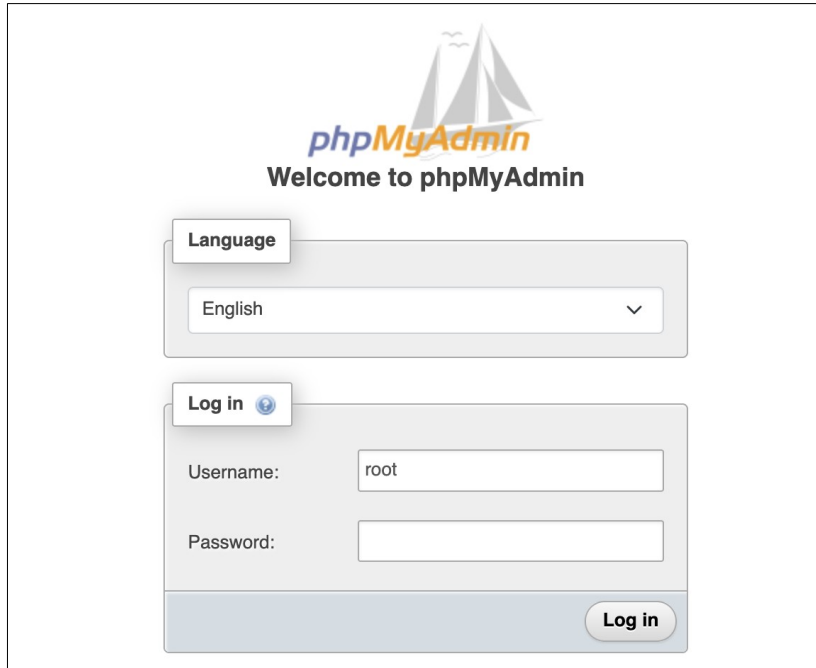 phpMyAdmin
Welcome to phpMyAdmin
Language
English
Log in
Username: root
Password:
Log in